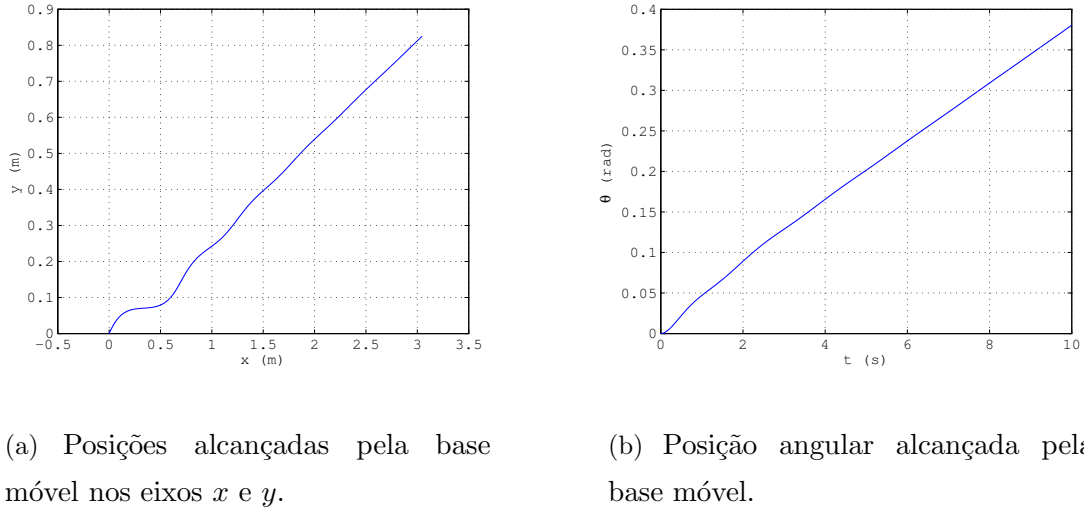 0.9
0.8
0.7
0.6
0.5
0.4
0.3
0.2
0.1
0
−0.5 0 0.5 1 1.5 2 2.5 3 3.5
x (m)
y (m)
0.4
0.35
0.3
0.25
0.2
0.15
0.1
0.05
0
0 2 4 6 8 10
t (s)
θ (rad)
(a) Posições alcançadas pela base
móvel nos eixos x e y.
(b) Posição angular alcançada pela
base móvel.